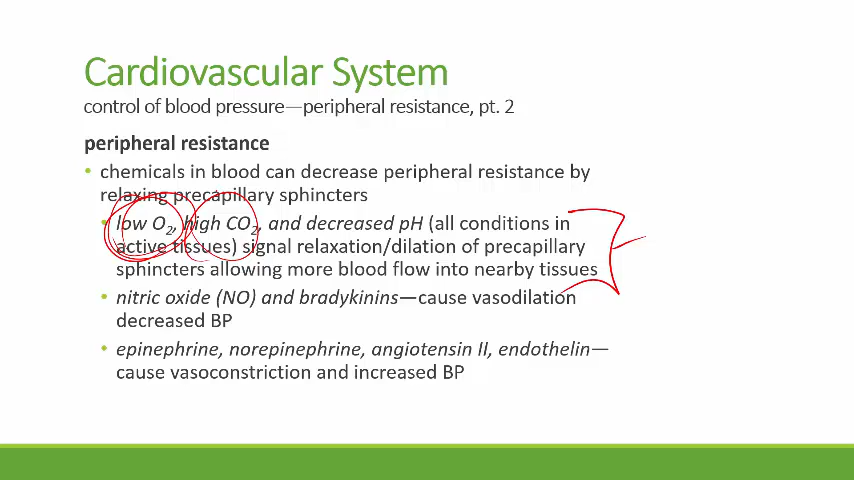 Cardiovascular System
control of blood pressure—peripheral resistance, pt. 2
peripheral resistance
• chemicals in blood can decrease peripheral resistance by
relaxing precapillary sphincters
• low O₂, high CO₂, and decreased pH (all conditions in
active tissues) signal relaxation/dilation of precapillary
sphincters allowing more blood flow into nearby tissues
• nitric oxide (NO) and bradykinins—cause vasodilation
decreased BP
• epinephrine, norepinephrine, angiotensin II, endothelin—
cause vasoconstriction and increased BP